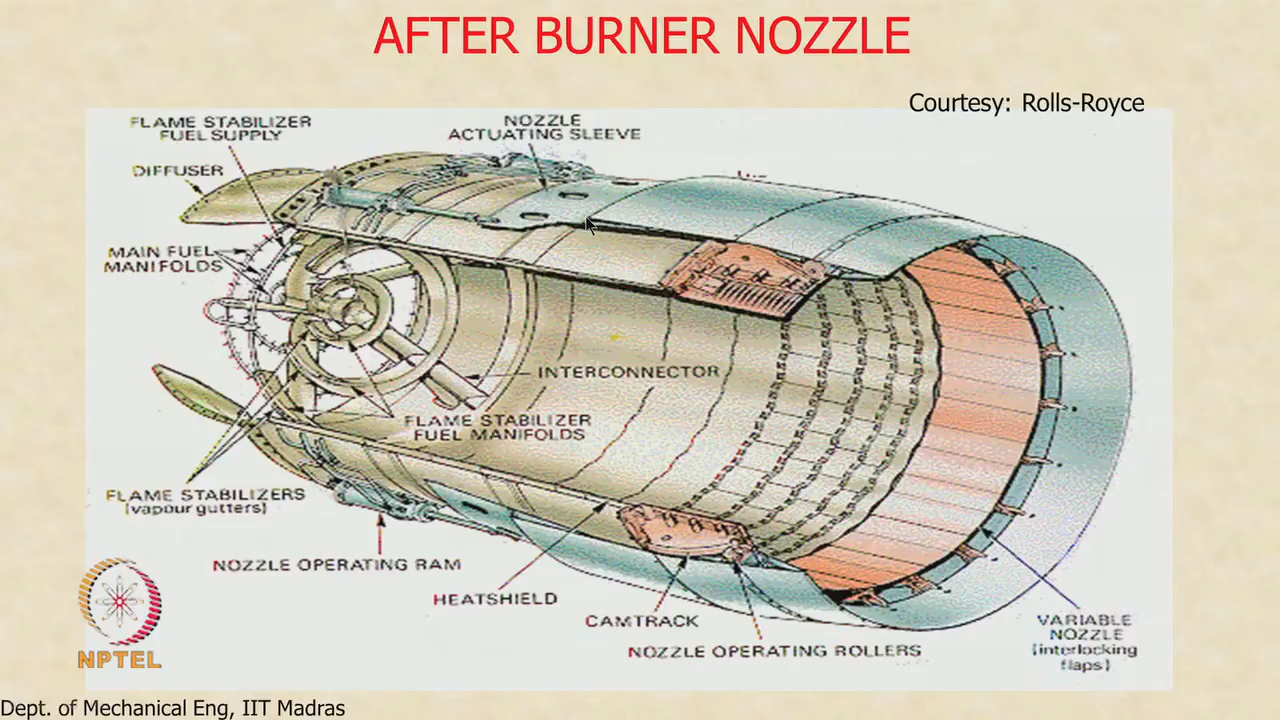 AFTER BURNER NOZZLE
Courtesy: Rolls-Royce
FLAME STABILIZER
FUEL SUPPLY
NOZZLE
ACTUATING SLEEVE
DIFFUSER
MAIN FUEL
MANIFOLDS
INTERCONNECTOR
FLAME STABILIZER
FUEL MANIFOLDS
FLAME STABILIZERS
(vapour gutters)
NOZZLE OPERATING RAM
HEATSHIELD
CAMTRACK
NOZZLE OPERATING ROLLERS
VARIABLE
NOZZLE
(interlocking
flaps)
NPTEL
Dept. of Mechanical Eng, IIT Madras